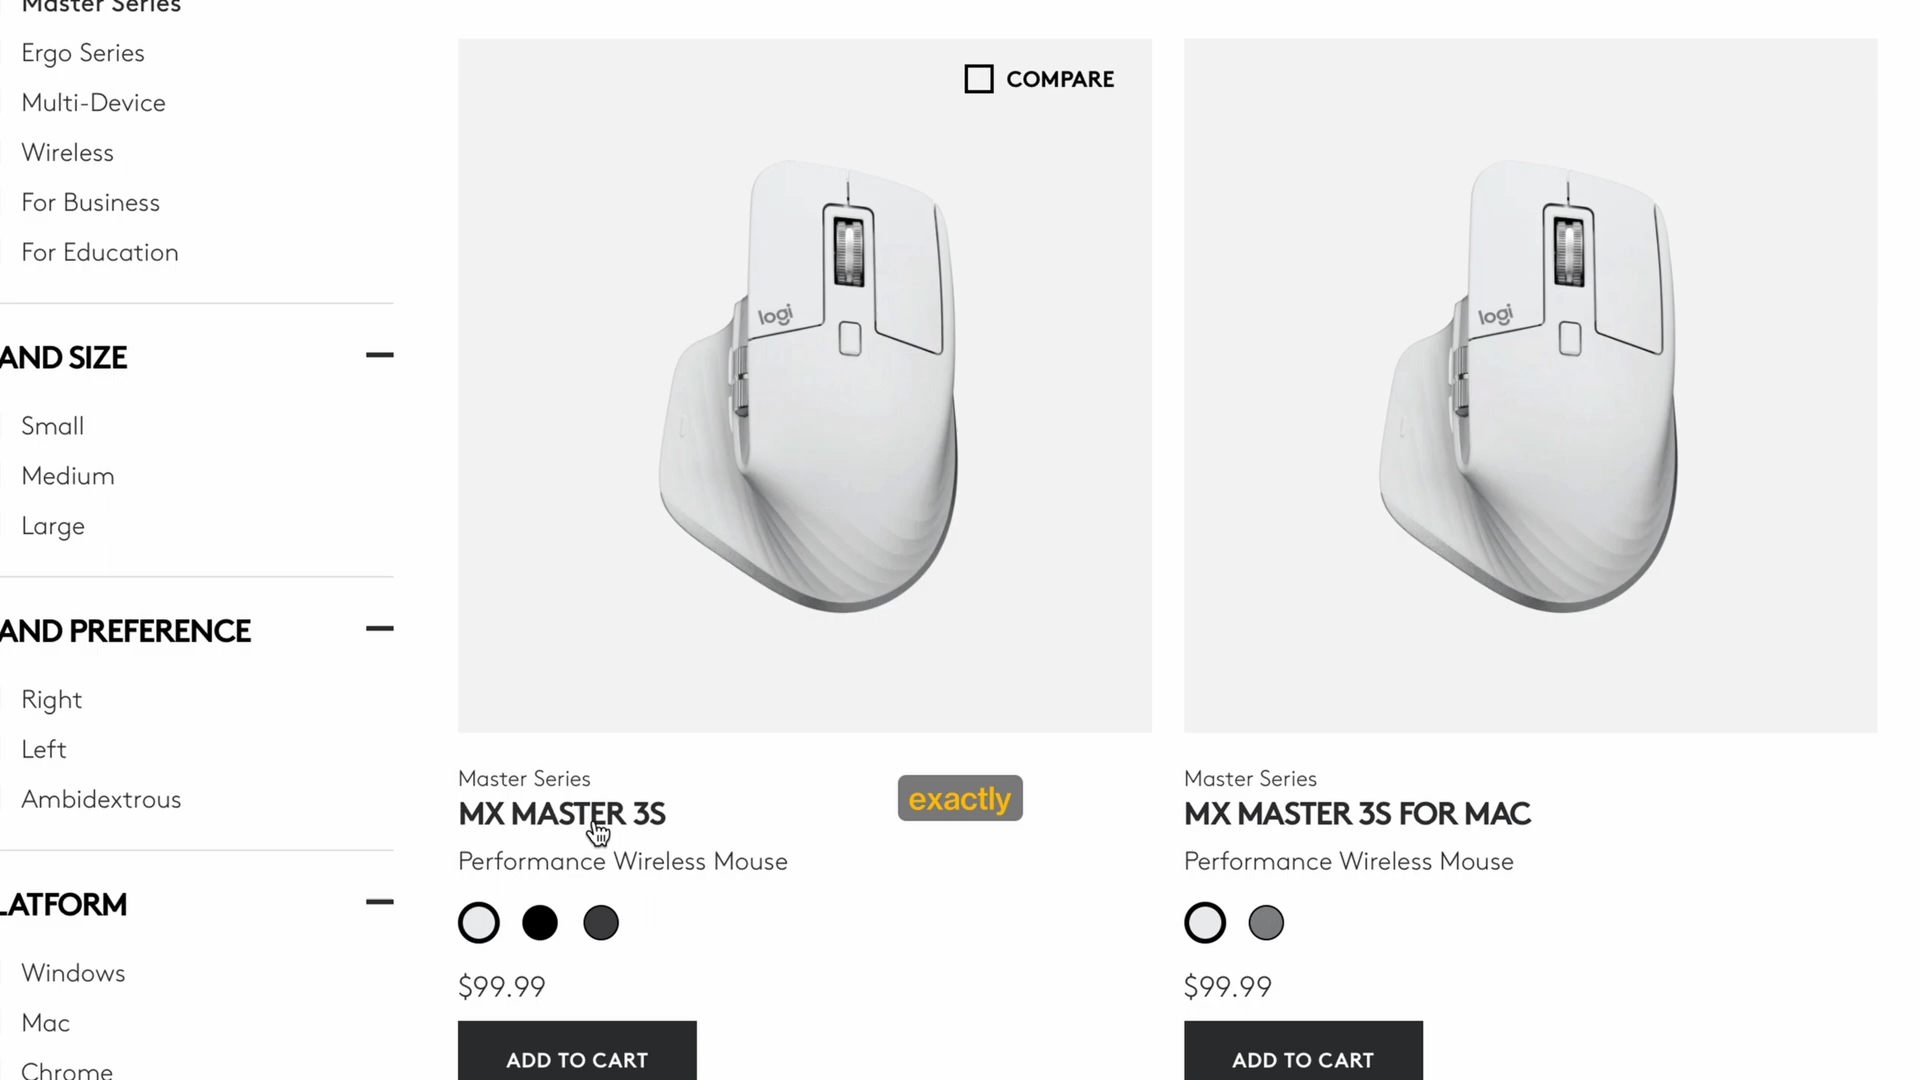 Master Series
Ergo Series
Multi-Device
Wireless
For Business
For Education
AND SIZE
Small
Medium
Large
AND PREFERENCE
Right
Left
Ambidextrous
LATFORM
Windows
Mac
Chrome
COMPARE
logi
Master Series
MX MASTER 3S
exactly
Performance Wireless Mouse
$99.99
ADD TO CART
logi
Master Series
MX MASTER 3S FOR MAC
Performance Wireless Mouse
$99.99
ADD TO CART